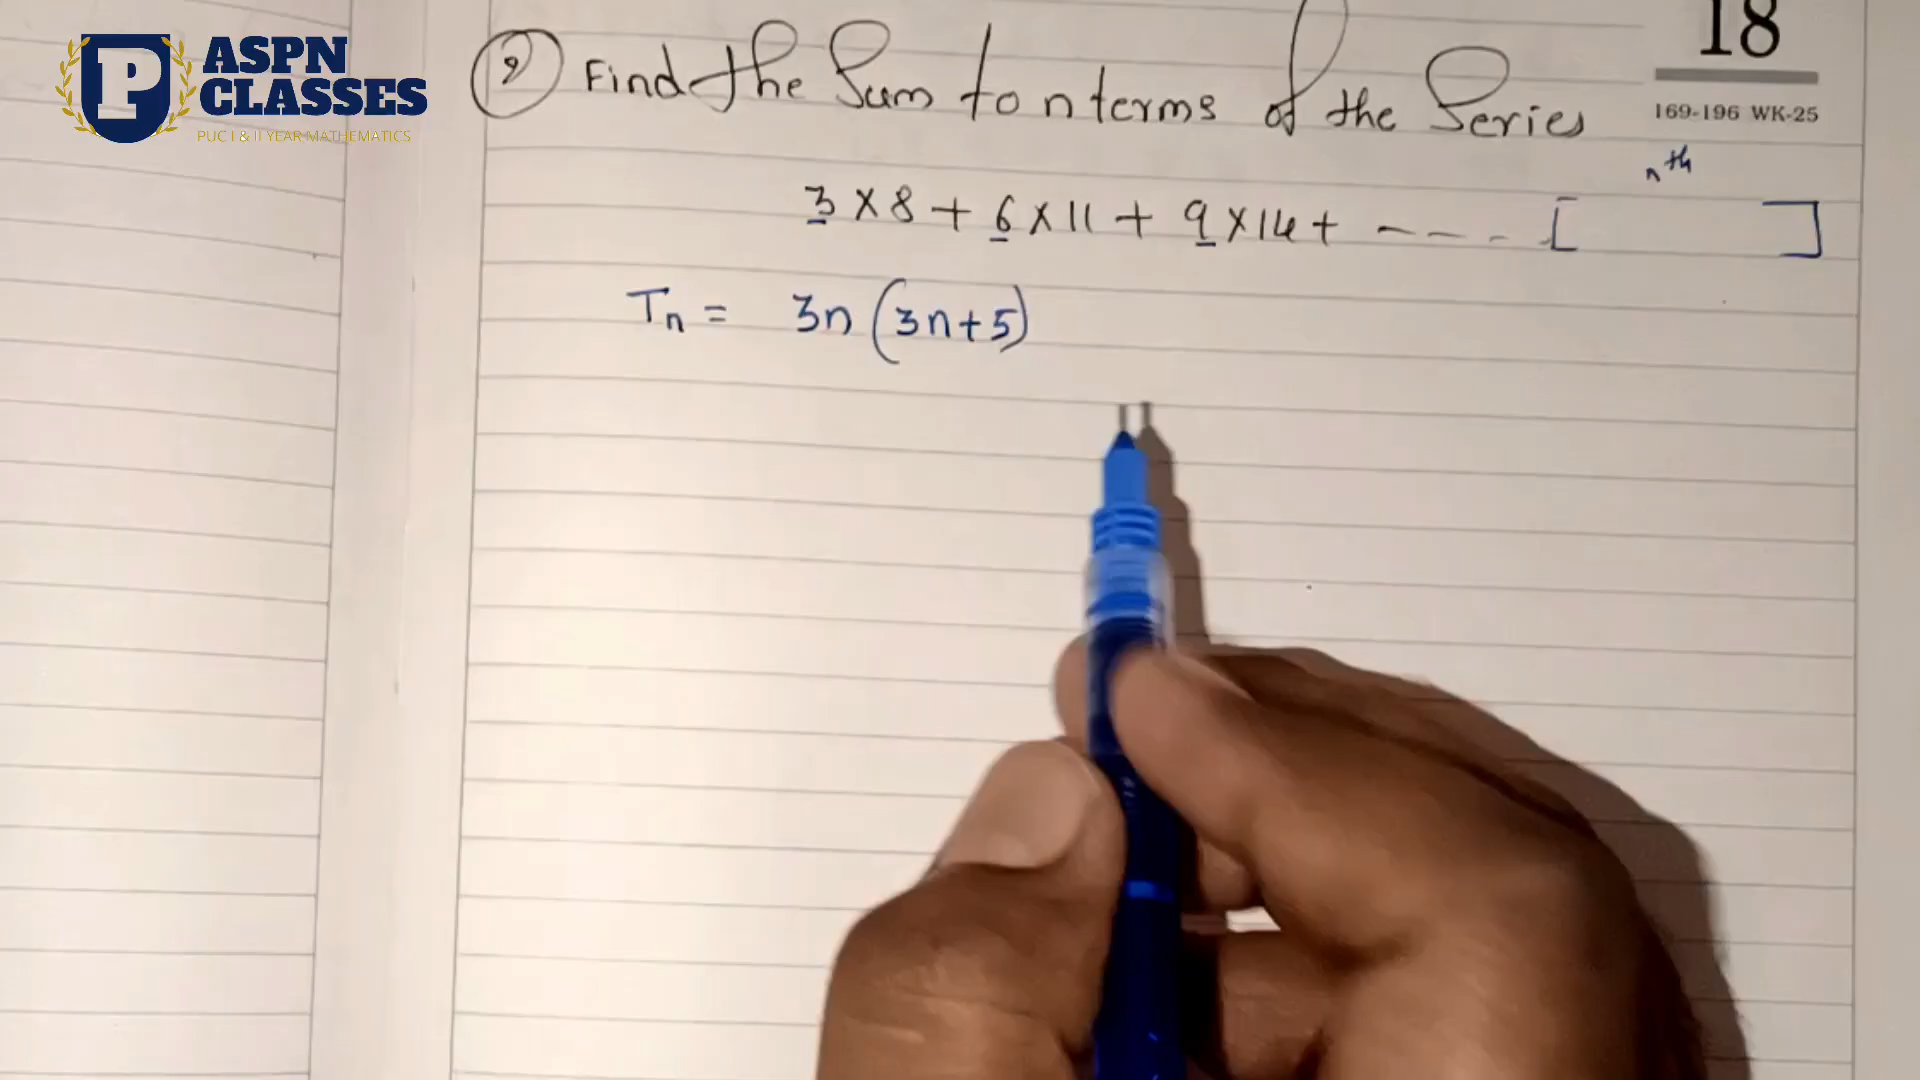 P ASPN
CLASSES
PUC I & II YEAR MATHEMATICS
18
169-196 WK-25
2 Find the Sum to n terms of the Series
nth
3 × 8 + 6 × 11 + 9 × 14 + - - - - [ ]
Tn = 3n (3n+5)